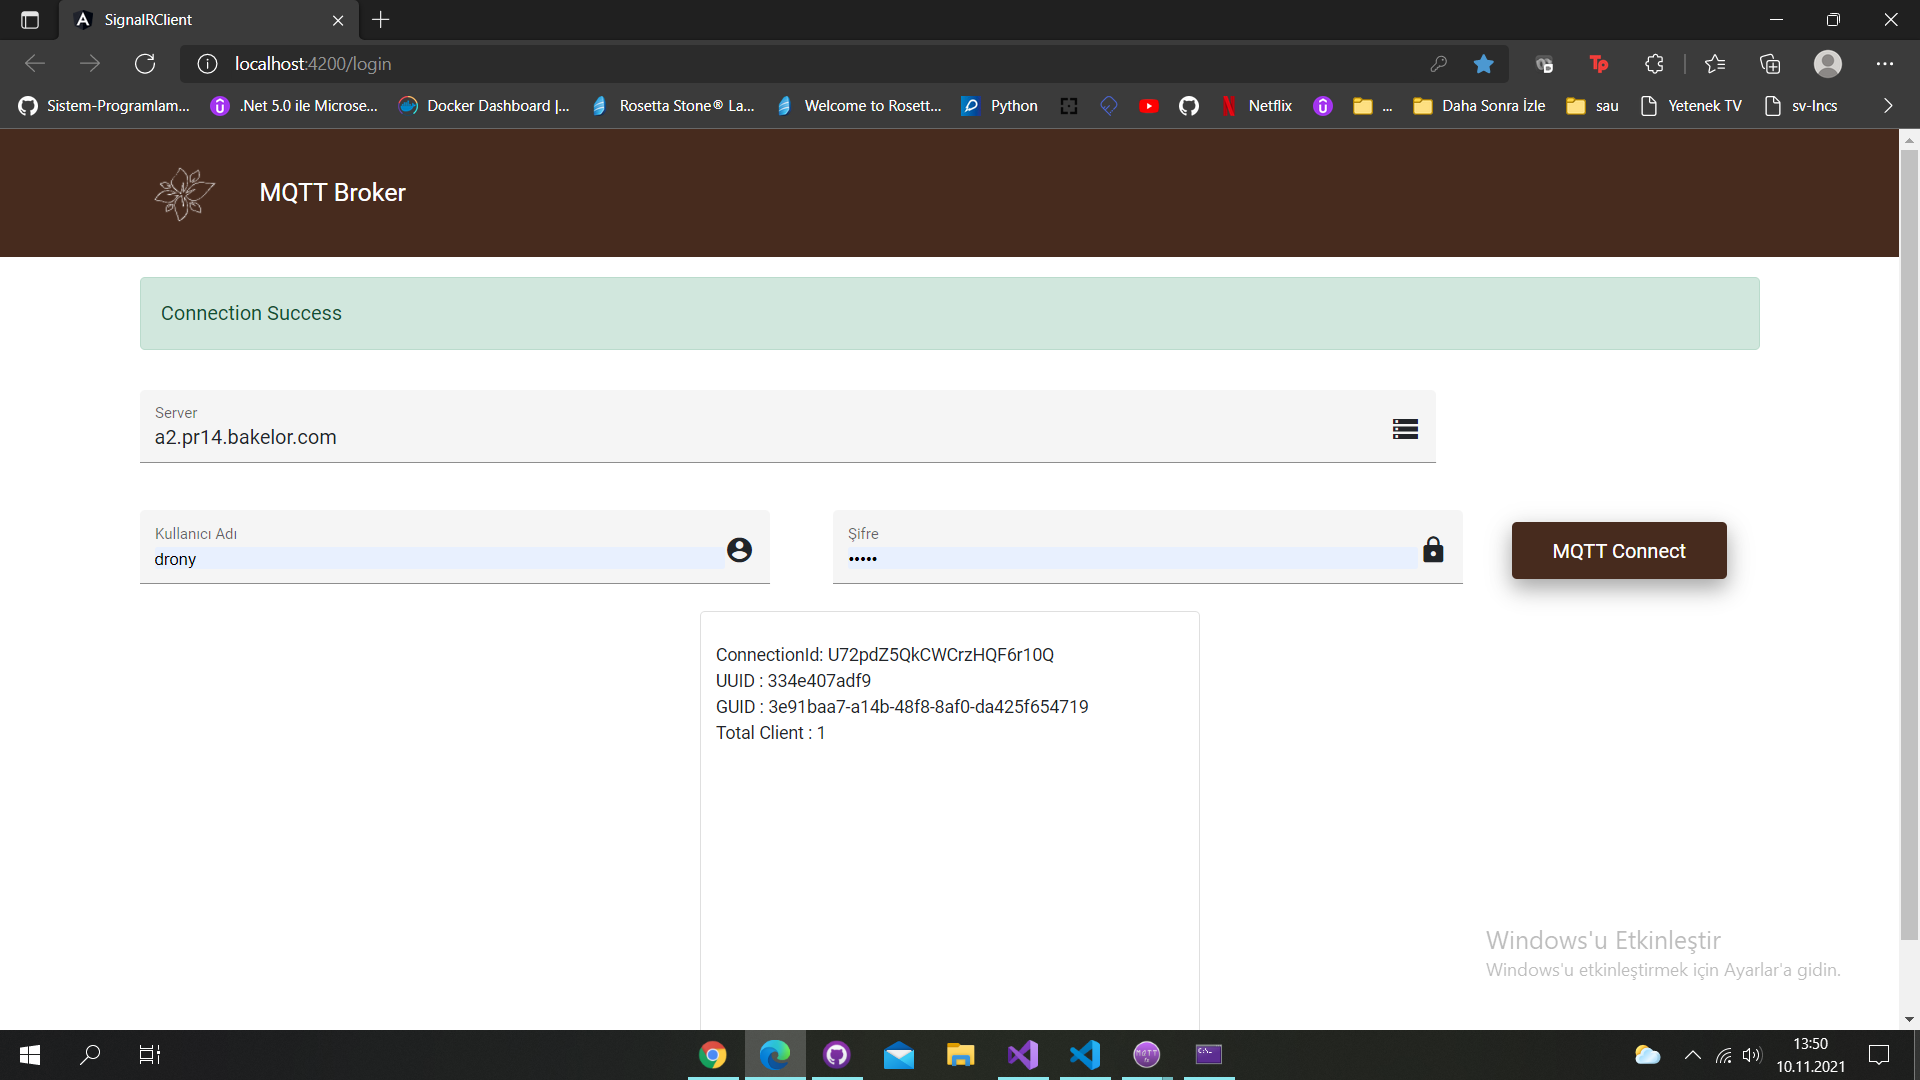 SignalRClient
localhost:4200/login
Sistem-Programlam... .Net 5.0 ile Microse... Docker Dashboard |... Rosetta Stone® La... Welcome to Rosett... Python Netflix ... Daha Sonra İzle sau Yetenek TV sv-lncs
MQTT Broker
Connection Success
Server
a2.pr14.bakelor.com
Kullanıcı Adı
drony
Şifre
•••••
MQTT Connect
ConnectionId: U72pdZ5QkCWCrzHQF6r10Q
UUID : 334e407adf9
GUID : 3e91baa7-a14b-48f8-8af0-da425f654719
Total Client : 1
Windows'u Etkinleştir
Windows'u etkinleştirmek için Ayarlar'a gidin.
13:50
10.11.2021